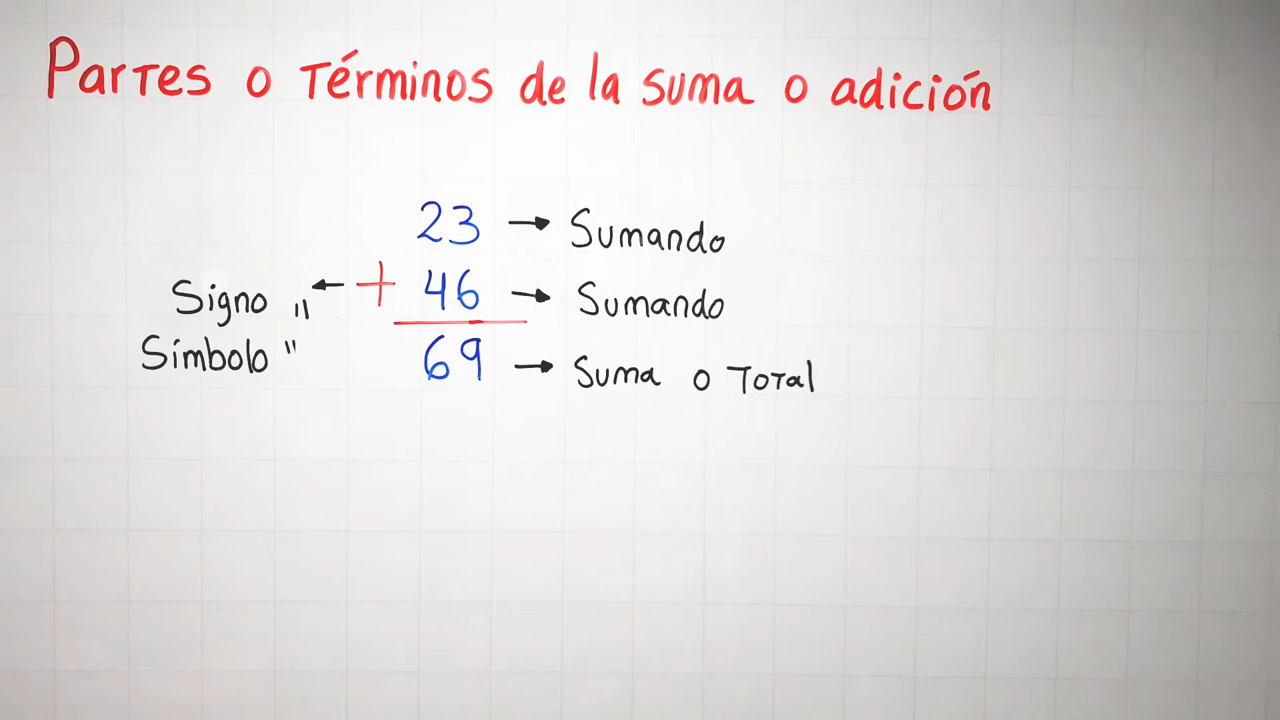 Partes o términos de la suma o adición
23 → Sumando
Signo " ← + 46 → Sumando
Símbolo " 69 → Suma o Total